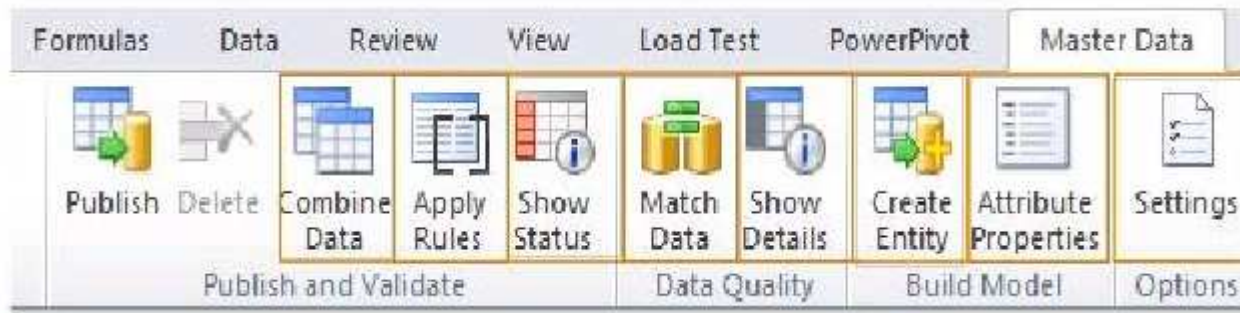 Formulas Data Review View Load Test PowerPivot Master Data
Publish Delete Combine Apply Show Match Show Create Attribute Settings
Data Rules Status Data Details Entity Properties
Publish and Validate Data Quality Build Model Options